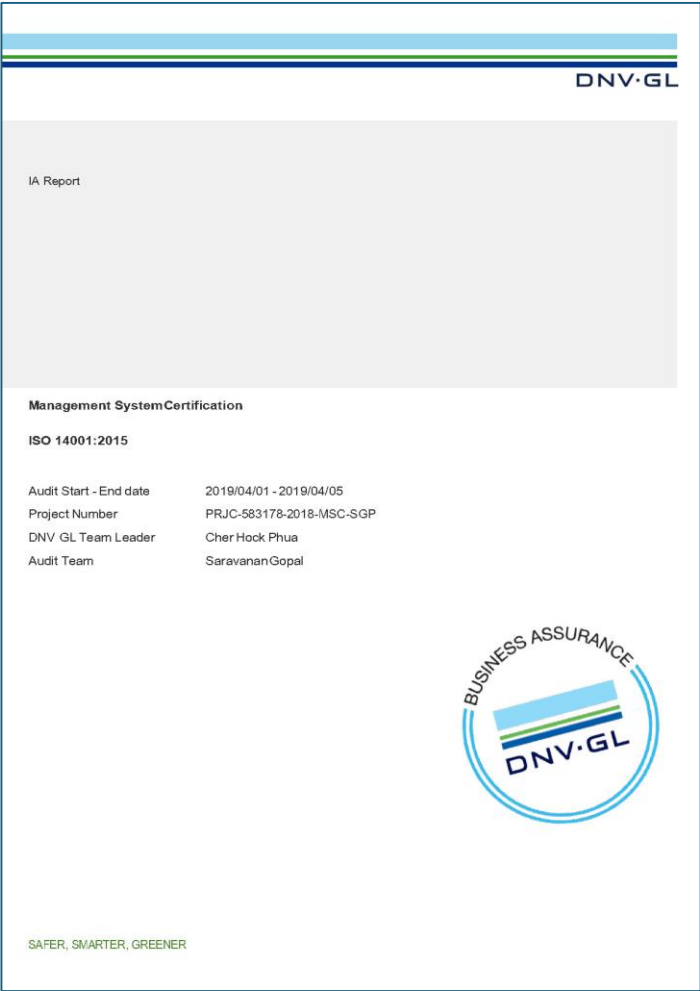 DNV·GL
IA Report
Management System Certification
ISO 14001:2015
Audit Start - End date 2019/04/01 - 2019/04/05
Project Number PRJC-583178-2018-MSC-SGP
DNV GL Team Leader Cher Hock Phua
Audit Team Saravanan Gopal
BUSINESS ASSURANCE
DNV·GL
SAFER, SMARTER, GREENER